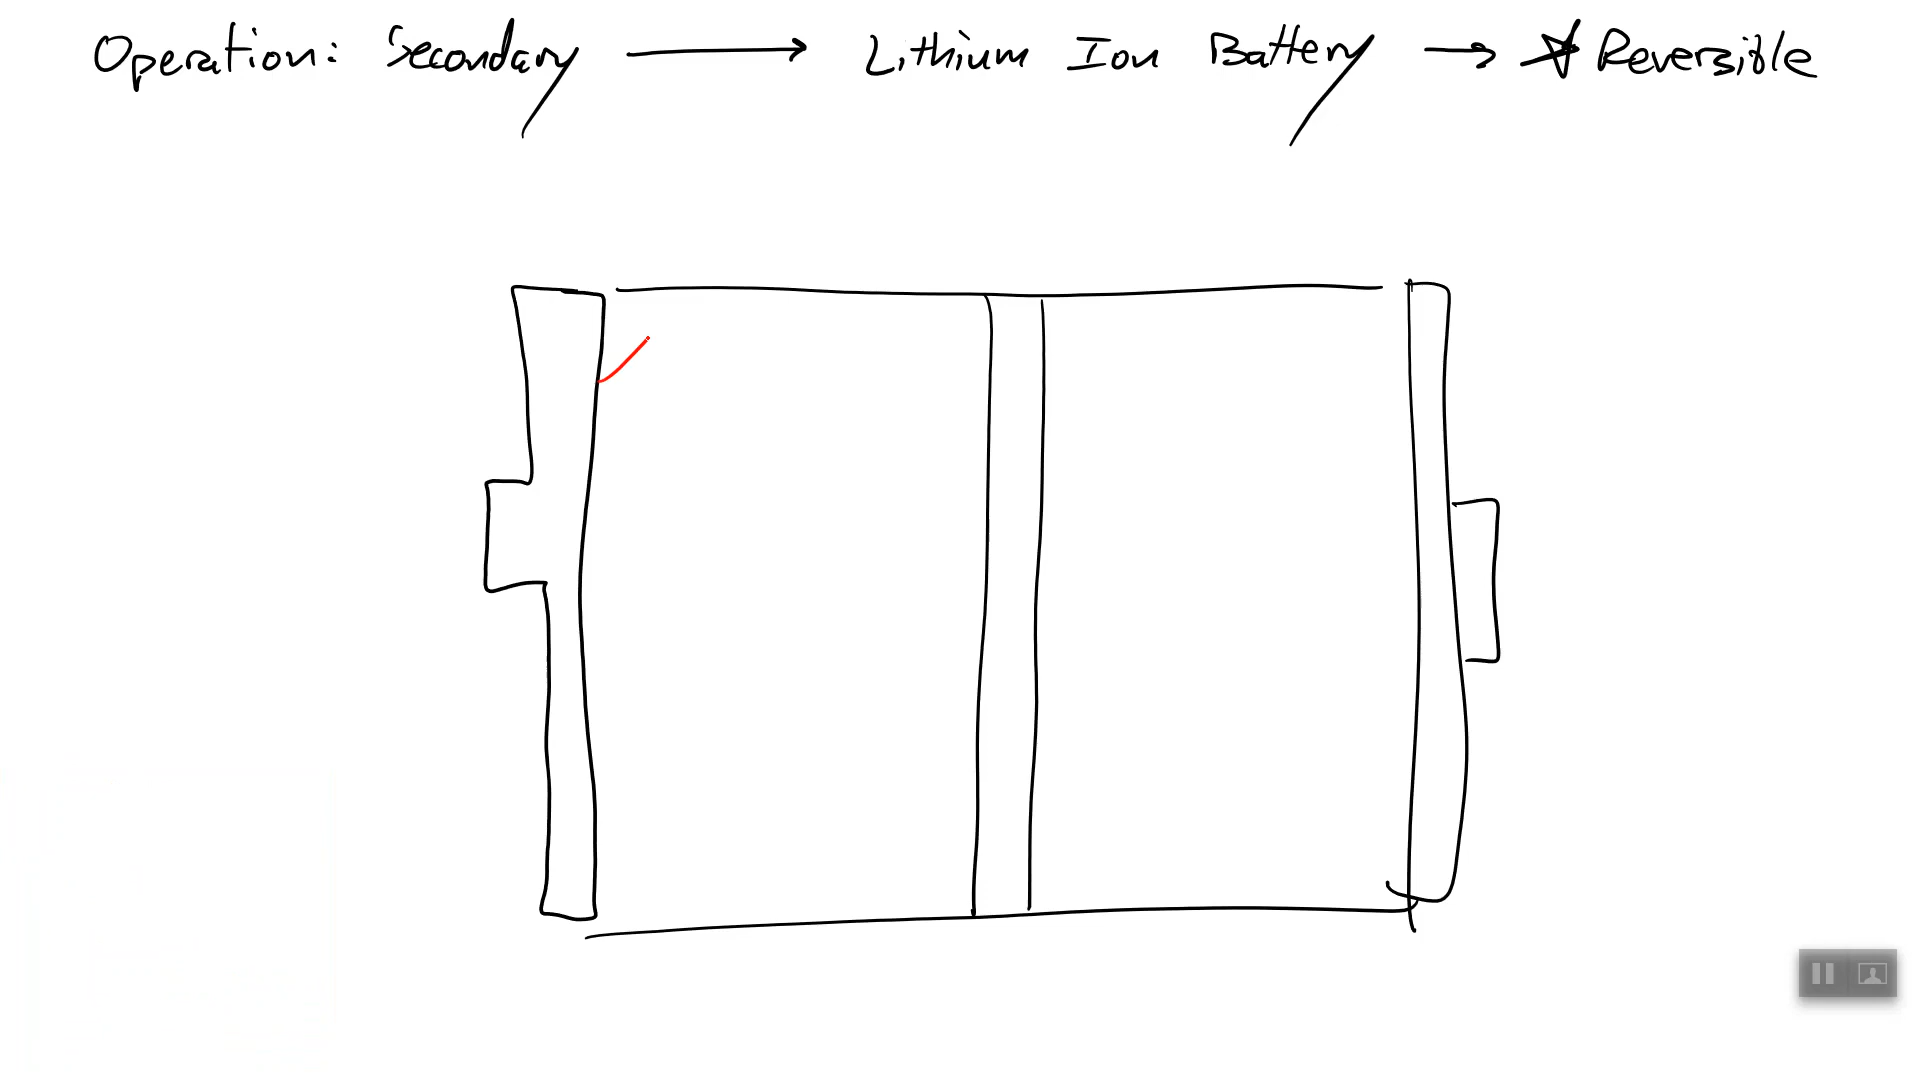 Operation: Secondary → Lithium Ion Battery → ☆ Reversible